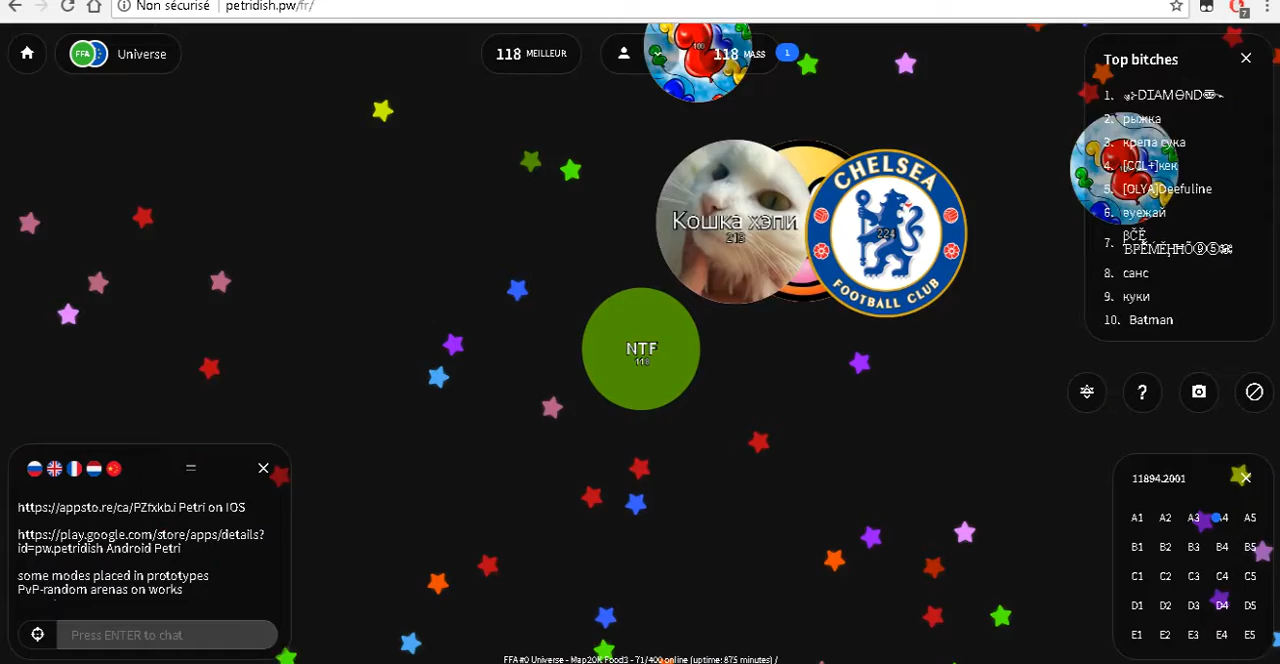 Non sécurisé petridish.pw/fr/
FFA Universe
118 MEILLEUR
100
118 MASS
1
Top bitches
1. DIAMOND
2. рыжка
3. крепа сука
4. [CCL+]кек
5. [OLYA]Deefuline
6. вуежай
7.
8. санс
9. куки
10. Batman
CHELSEA
224
FOOTBALL CLUB
Кошка хэпи
213
NTF
118
?
https://appsto.re/ca/PZfxkb.i Petri on IOS
https://play.google.com/store/apps/details?
id=pw.petridish Android Petri
some modes placed in prototypes
PvP-random arenas on works
Press ENTER to chat
11894.2001
A1 A2 A3 A4 A5
B1 B2 B3 B4 B5
C1 C2 C3 C4 C5
D1 D2 D3 D4 D5
E1 E2 E3 E4 E5
FFA #0 Universe - Map20K Food3 - 71/400 online (uptime: 875 minutes) /
7